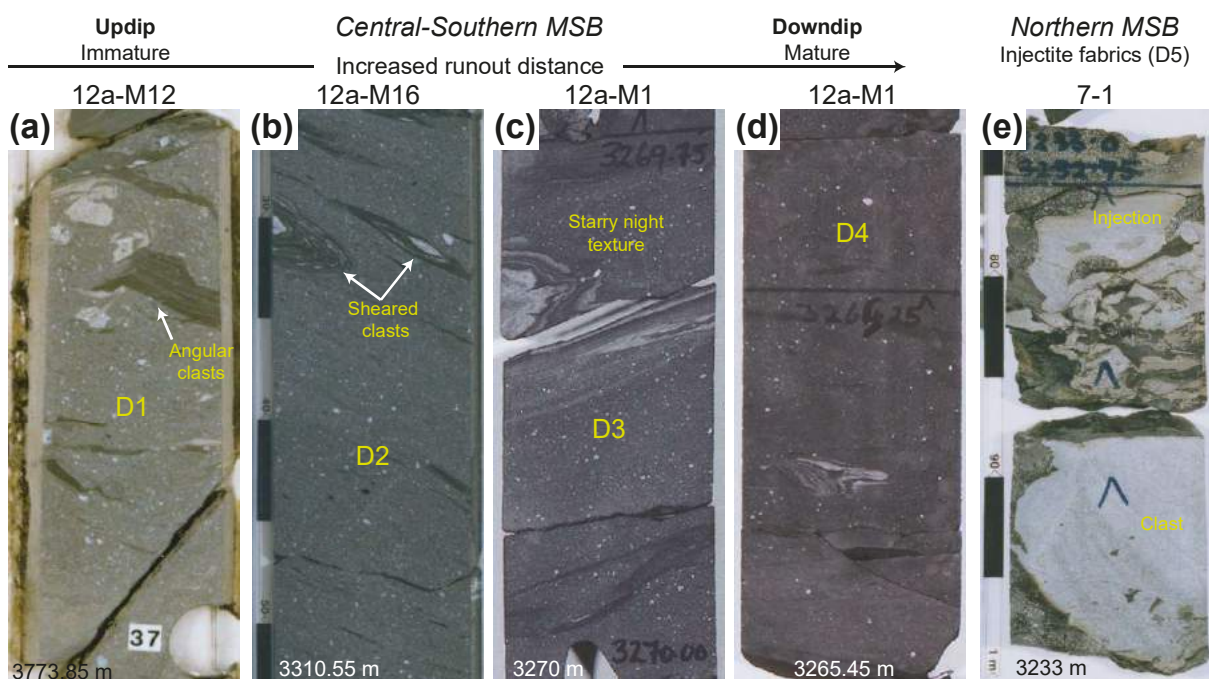 Updip
Immature
Central-Southern MSB
Increased runout distance
Downdip
Mature
Northern MSB
Injectite fabrics (D5)
12a-M12
12a-M16
12a-M1
12a-M1
7-1
(a)
Angular
clasts
D1
37
3773.85 m
(b)
Sheared
clasts
D2
3310.55 m
(c)
3269.75
Starry night
texture
D3
3270.00
3270 m
(d)
D4
3265.45 m
(e)
Injection
80
90
Clast
1 m
3233 m